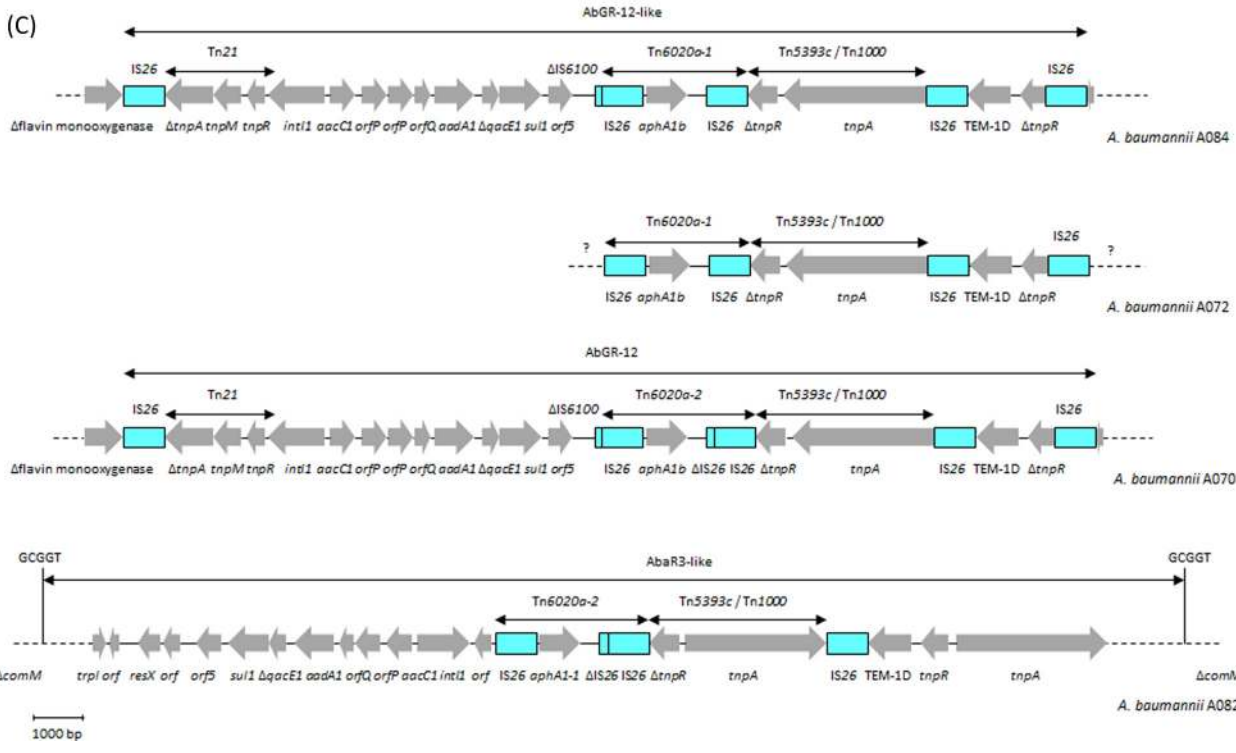 (C)
AbGR-12-like
Tn21
ΔIS6100
Tn6020a-1
Tn5393c / Tn1000
IS26
IS26
Δflavin monooxygenase ΔtnpA tnpM tnpR intI1 aacC1 orfP orfP orfQ aadA1 ΔqacE1 sul1 orf5 IS26 aphA1b IS26 ΔtnpR tnpA IS26 TEM-1D ΔtnpR
A. baumannii A084
Tn6020a-1 Tn5393c / Tn1000
? IS26 ?
IS26 aphA1b IS26 ΔtnpR tnpA IS26 TEM-1D ΔtnpR
A. baumannii A072
AbGR-12
Tn21
ΔIS6100
Tn6020a-2
Tn5393c / Tn1000
IS26
IS26
Δflavin monooxygenase ΔtnpA tnpM tnpR intI1 aacC1 orfP orfP orfQ aadA1 ΔqacE1 sul1 orf5 IS26 aphA1b ΔIS26 IS26 ΔtnpR tnpA IS26 TEM-1D ΔtnpR
A. baumannii A070
GCGGT GCGGT
AbaR3-like
Tn6020a-2 Tn5393c / Tn1000
ΔcomM trpI orf resX orf orf5 sul1 ΔqacE1 aadA1 orfQ orfP aacC1 intI1 orf IS26 aphA1-1 ΔIS26 IS26 ΔtnpR tnpA IS26 TEM-1D tnpR tnpA ΔcomM
A. baumannii A082
1000 bp